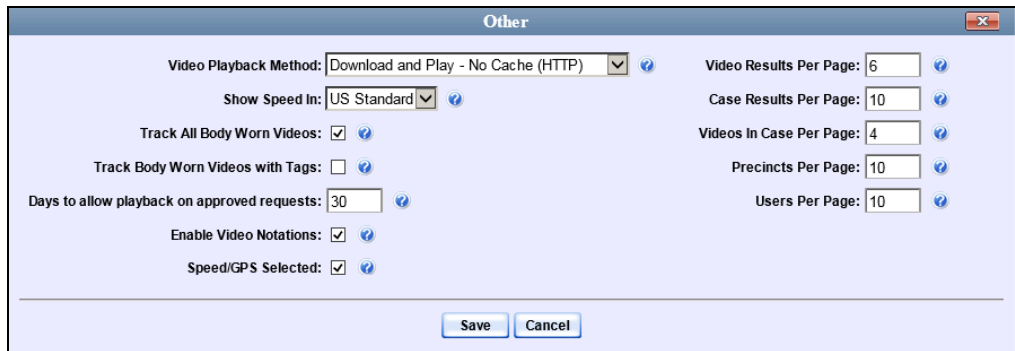 Other
Video Playback Method: Download and Play - No Cache (HTTP)
Show Speed In: US Standard
Track All Body Worn Videos:
Track Body Worn Videos with Tags:
Days to allow playback on approved requests: 30
Enable Video Notations:
Speed/GPS Selected:
Video Results Per Page: 6
Case Results Per Page: 10
Videos In Case Per Page: 4
Precincts Per Page: 10
Users Per Page: 10
Save
Cancel